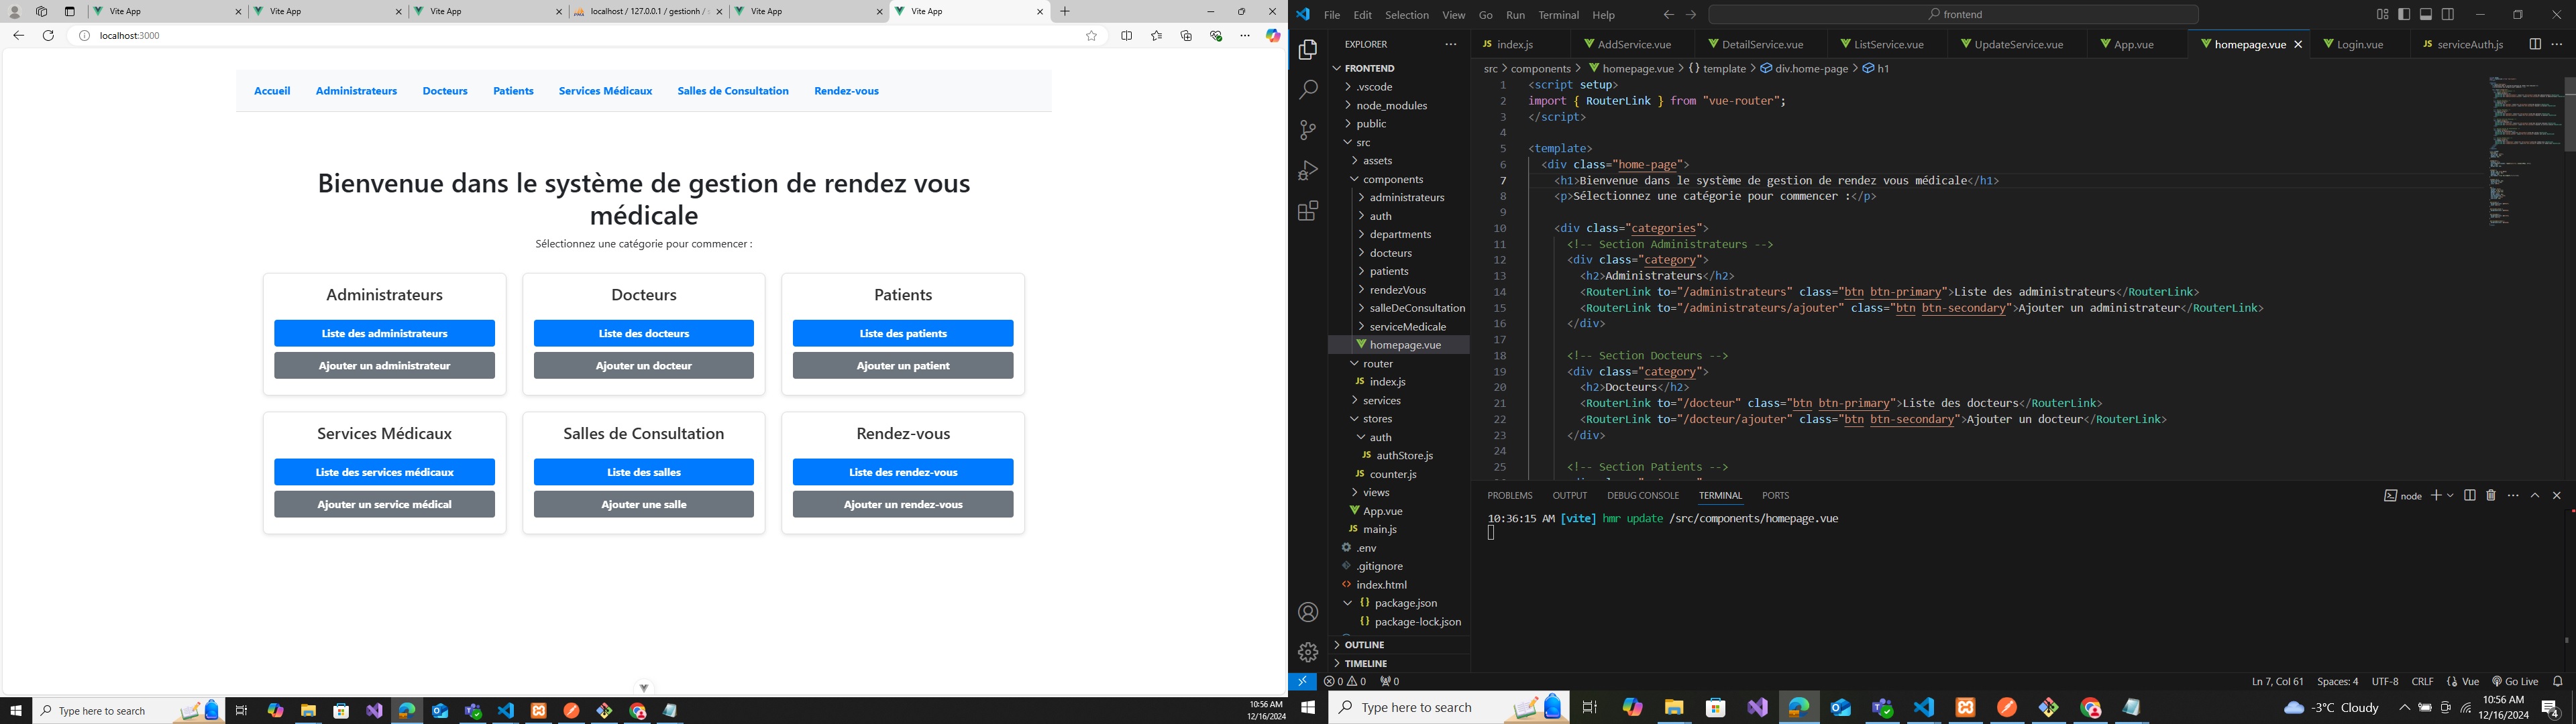 Vite App
Vite App
Vite App
localhost / 127.0.0.1 / gestionh /
Vite App
Vite App
localhost:3000
Accueil Administrateurs Docteurs Patients Services Médicaux Salles de Consultation Rendez-vous
Bienvenue dans le système de gestion de rendez vous
médicale
Sélectionnez une catégorie pour commencer :
Administrateurs
Liste des administrateurs
Ajouter un administrateur
Docteurs
Liste des docteurs
Ajouter un docteur
Patients
Liste des patients
Ajouter un patient
Services Médicaux
Liste des services médicaux
Ajouter un service médical
Salles de Consultation
Liste des salles
Ajouter une salle
Rendez-vous
Liste des rendez-vous
Ajouter un rendez-vous
Type here to search
10:56 AM
12/16/2024
File Edit Selection View Go Run Terminal Help
frontend
EXPLORER
FRONTEND
.vscode
node_modules
public
src
assets
components
administrateurs
auth
departments
docteurs
patients
rendezVous
salleDeConsultation
serviceMedicale
homepage.vue
router
JS index.js
services
stores
auth
JS authStore.js
JS counter.js
views
App.vue
JS main.js
.env
.gitignore
<> index.html
{} package.json
{} package-lock.json
OUTLINE
TIMELINE
JS index.js
AddService.vue
DetailService.vue
ListService.vue
UpdateService.vue
App.vue
homepage.vue
Login.vue
JS serviceAuth.js
src > components > homepage.vue > {} template > div.home-page > h1
1 <script setup>
2 import { RouterLink } from "vue-router";
3 </script>
4
5 <template>
6 <div class="home-page">
7 <h1>Bienvenue dans le système de gestion de rendez vous médicale</h1>
8 <p>Sélectionnez une catégorie pour commencer :</p>
9
10 <div class="categories">
11 <!-- Section Administrateurs -->
12 <div class="category">
13 <h2>Administrateurs</h2>
14 <RouterLink to="/administrateurs" class="btn btn-primary">Liste des administrateurs</RouterLink>
15 <RouterLink to="/administrateurs/ajouter" class="btn btn-secondary">Ajouter un administrateur</RouterLink>
16 </div>
17
18 <!-- Section Docteurs -->
19 <div class="category">
20 <h2>Docteurs</h2>
21 <RouterLink to="/docteur" class="btn btn-primary">Liste des docteurs</RouterLink>
22 <RouterLink to="/docteur/ajouter" class="btn btn-secondary">Ajouter un docteur</RouterLink>
23 </div>
24
25 <!-- Section Patients -->
PROBLEMS OUTPUT DEBUG CONSOLE TERMINAL PORTS
node
10:36:15 AM [vite] hmr update /src/components/homepage.vue
0 0 0
Ln 7, Col 61 Spaces: 4 UTF-8 CRLF {} Vue Go Live
Type here to search
-3°C Cloudy
10:56 AM
12/16/2024
4